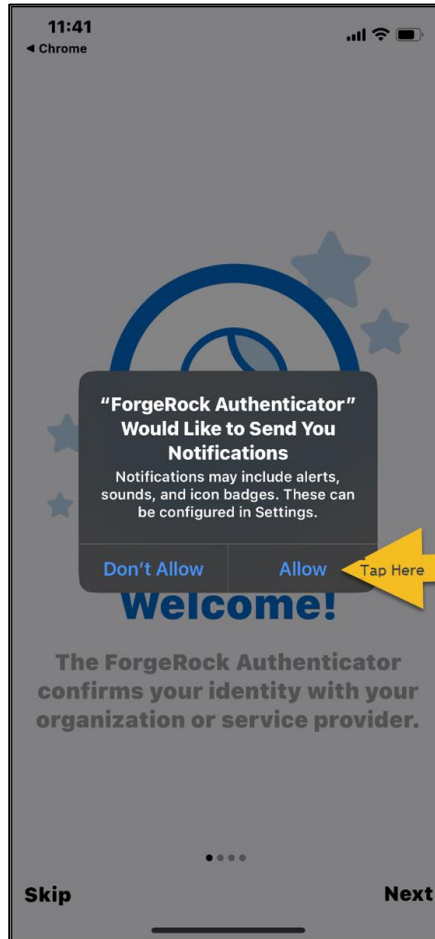 11:41
◀ Chrome
“ForgeRock Authenticator”
Would Like to Send You
Notifications
Notifications may include alerts,
sounds, and icon badges. These can
be configured in Settings.
Don’t Allow
Allow
Tap Here
Welcome!
The ForgeRock Authenticator
confirms your identity with your
organization or service provider.
Skip
Next